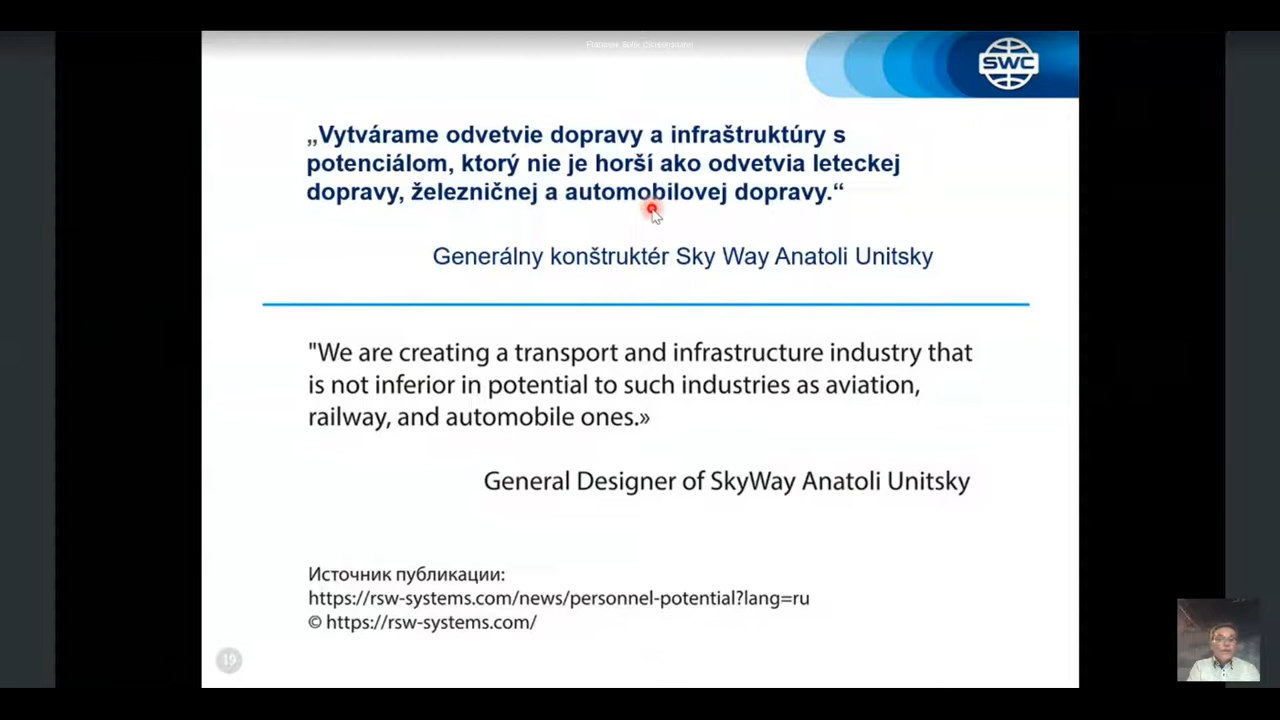 SWC
„Vytvárame odvetvie dopravy a infraštruktúry s
potenciálom, ktorý nie je horší ako odvetvia leteckej
dopravy, železničnej a automobilovej dopravy.“
Generálny konštruktér Sky Way Anatoli Unitsky
"We are creating a transport and infrastructure industry that
is not inferior in potential to such industries as aviation,
railway, and automobile ones.»
General Designer of SkyWay Anatoli Unitsky
Источник публикации:
https://rsw-systems.com/news/personnel-potential?lang=ru
© https://rsw-systems.com/
19